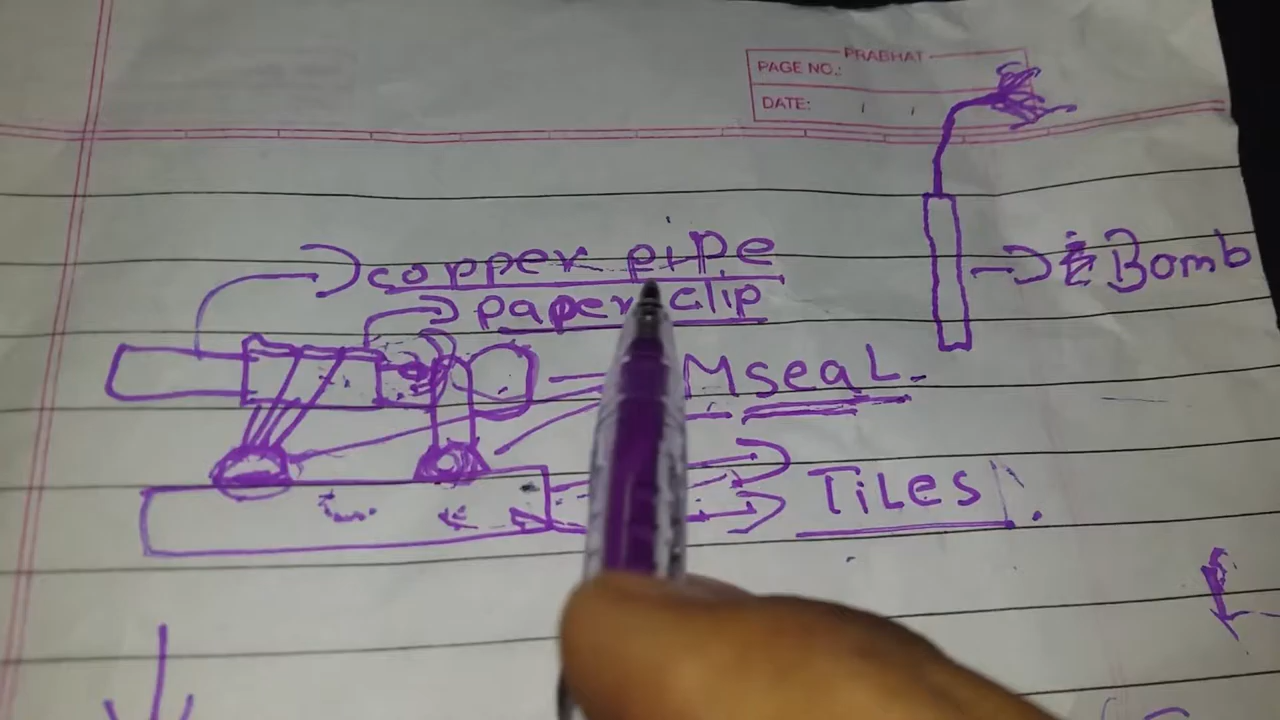 PRABHAT
PAGE NO.:
DATE: / /
copper pipe
paper clip
Bomb
Mseal.
Tiles.